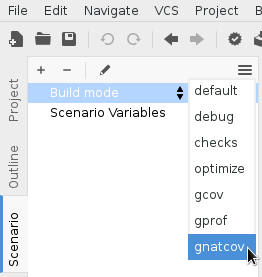 File Edit Navigate VCS Project
Build mode
Scenario Variables
default
debug
checks
optimize
gcov
gprof
gnatcov
Project
Outline
Scenario